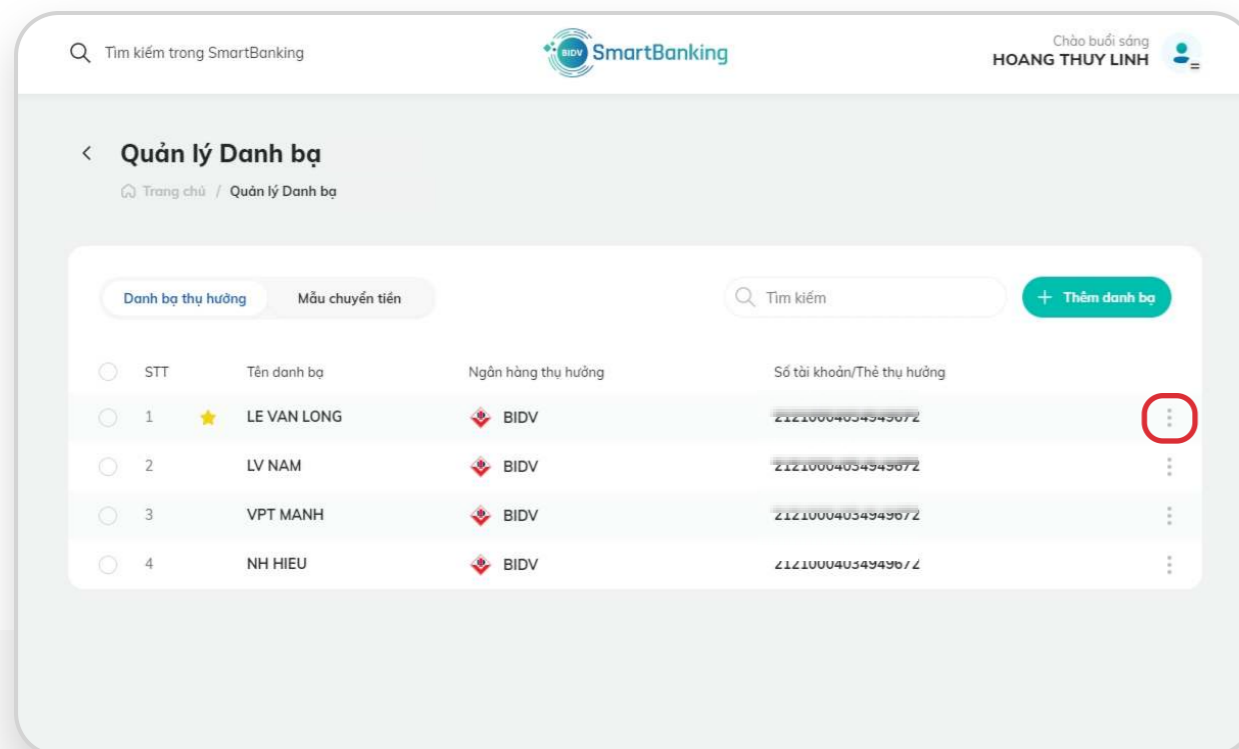 Tìm kiếm trong SmartBanking
BIDV SmartBanking
Chào buổi sáng
HOANG THUY LINH
Quản lý Danh bạ
Trang chủ / Quản lý Danh bạ
Danh bạ thụ hưởng Mẫu chuyển tiền Tìm kiếm + Thêm danh bạ
STT Tên danh bạ Ngân hàng thụ hưởng Số tài khoản/Thẻ thụ hưởng
1 LE VAN LONG BIDV
2 LV NAM BIDV
3 VPT MANH BIDV
4 NH HIEU BIDV